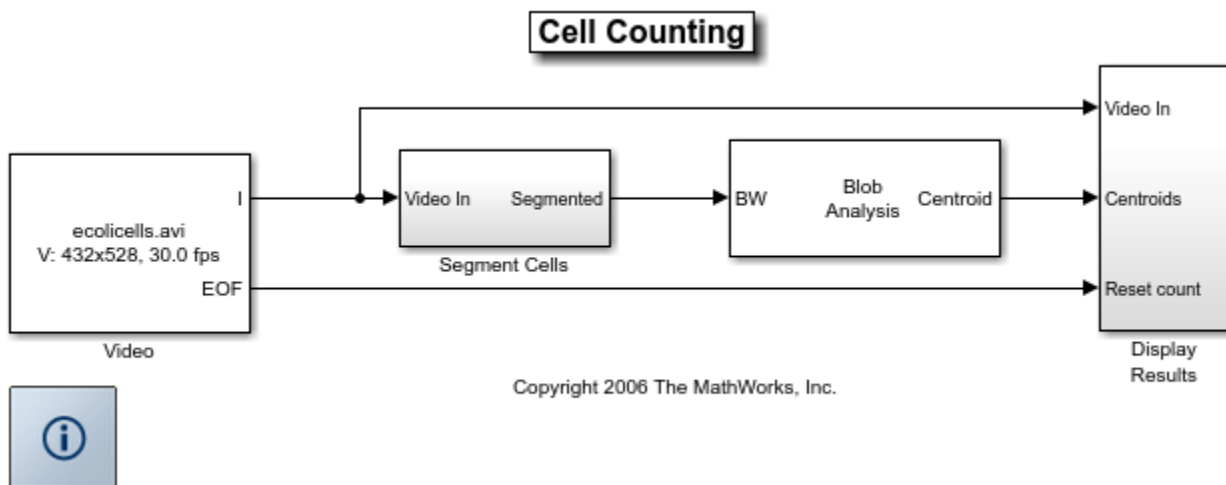 Cell Counting
Video In
I
Video In
Segmented
BW
Blob
Analysis
Centroid
Centroids
ecolicells.avi
V: 432x528, 30.0 fps
Segment Cells
EOF
Reset count
Video
Display
Results
Copyright 2006 The MathWorks, Inc.
i